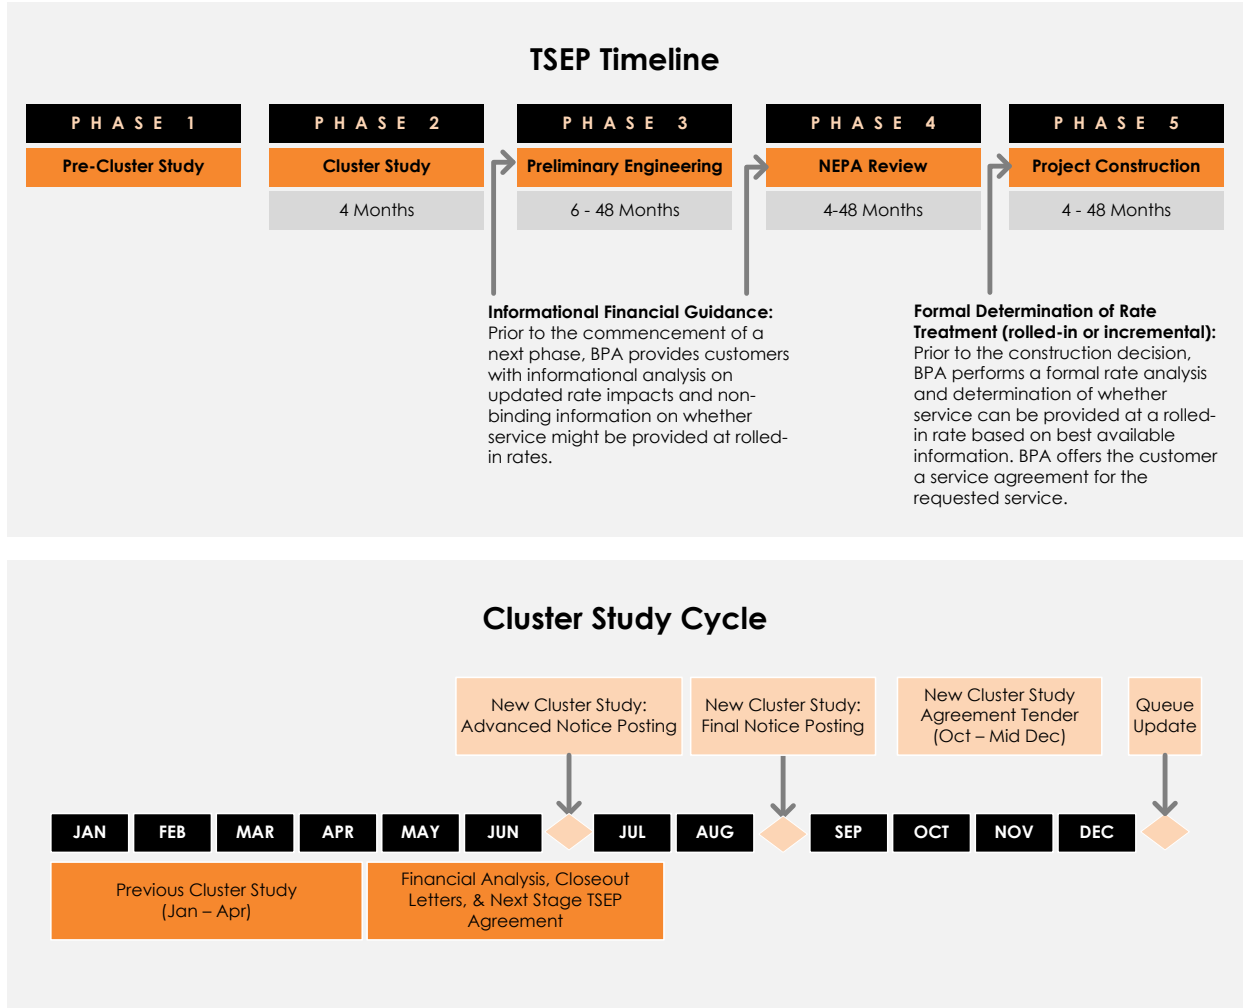 TSEP Timeline
PHASE 1
PHASE 2
PHASE 3
PHASE 4
PHASE 5
Pre-Cluster Study
Cluster Study
Preliminary Engineering
NEPA Review
Project Construction
4 Months
6 - 48 Months
4-48 Months
4 - 48 Months
Informational Financial Guidance:
Prior to the commencement of a
next phase, BPA provides customers
with informational analysis on
updated rate impacts and non-
binding information on whether
service might be provided at rolled-
in rates.
Formal Determination of Rate
Treatment (rolled-in or incremental):
Prior to the construction decision,
BPA performs a formal rate analysis
and determination of whether
service can be provided at a rolled-
in rate based on best available
information. BPA offers the customer
a service agreement for the
requested service.
Cluster Study Cycle
New Cluster Study:
Advanced Notice Posting
New Cluster Study:
Final Notice Posting
New Cluster Study
Agreement Tender
(Oct – Mid Dec)
Queue
Update
JAN
FEB
MAR
APR
MAY
JUN
JUL
AUG
SEP
OCT
NOV
DEC
Previous Cluster Study
(Jan – Apr)
Financial Analysis, Closeout
Letters, & Next Stage TSEP
Agreement